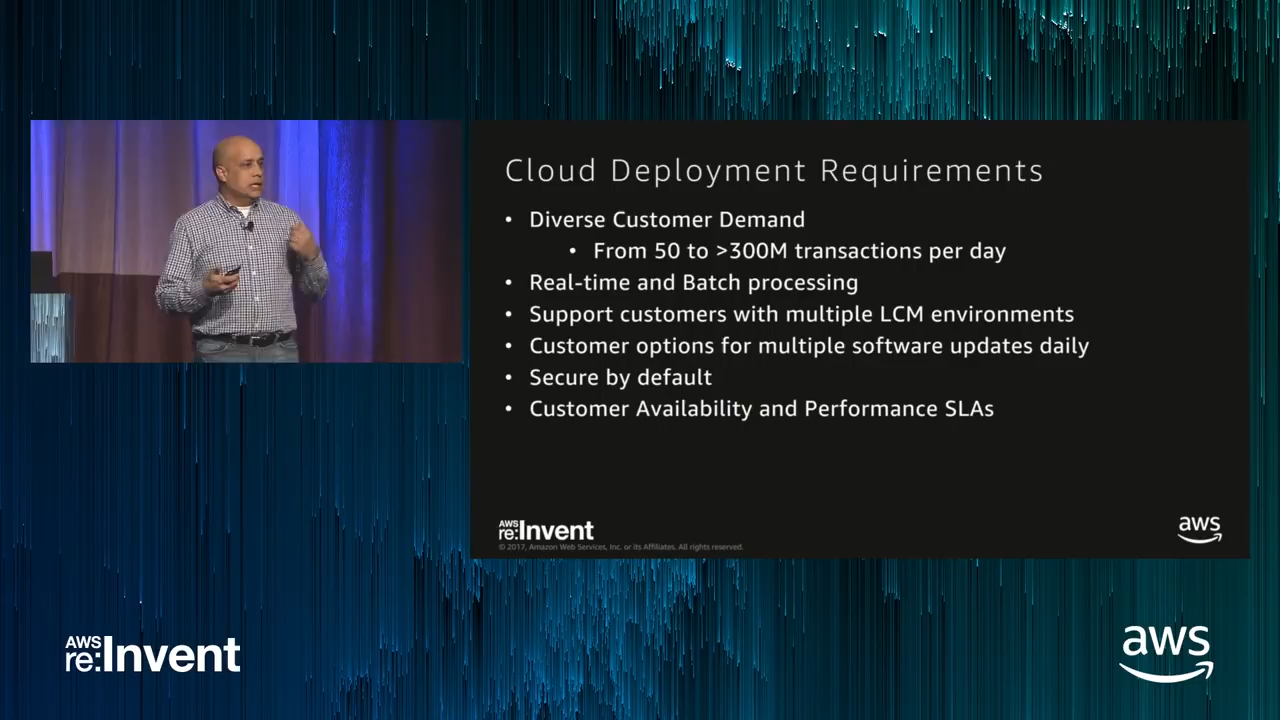 Cloud Deployment Requirements
• Diverse Customer Demand
• From 50 to >300M transactions per day
• Real-time and Batch processing
• Support customers with multiple LCM environments
• Customer options for multiple software updates daily
• Secure by default
• Customer Availability and Performance SLAs
AWS
re:Invent
© 2017, Amazon Web Services, Inc. or its Affiliates. All rights reserved.
aws
AWS
re:Invent
aws